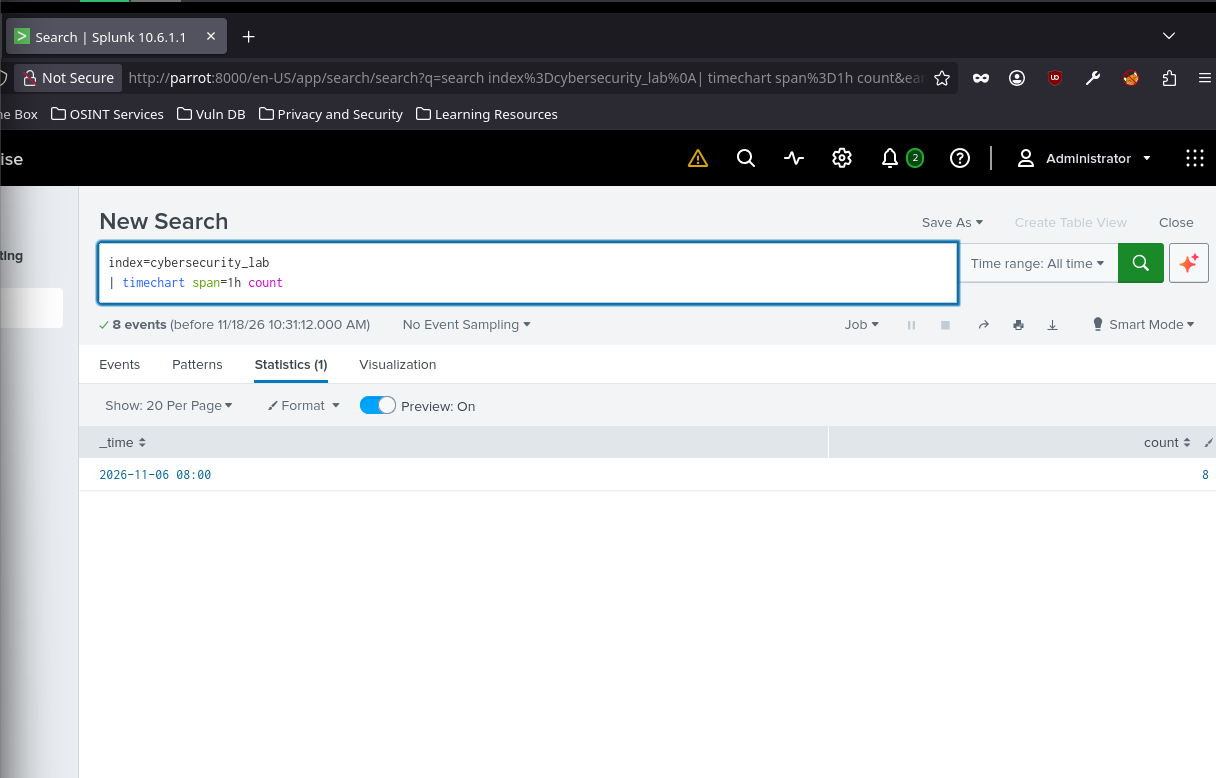 Search | Splunk 10.6.1.1
Not Secure http://parrot:8000/en-US/app/search/search?q=search index%3Dcybersecurity_lab%0A| timechart span%3D1h count&ear
ne Box OSINT Services Vuln DB Privacy and Security Learning Resources
ise 2 Administrator
New Search Save As Create Table View Close
ting
index=cybersecurity_lab
| timechart span=1h count
Time range: All time
8 events (before 11/18/26 10:31:12.000 AM) No Event Sampling Job Smart Mode
Events Patterns Statistics (1) Visualization
Show: 20 Per Page Format Preview: On
_time count
2026-11-06 08:00 8